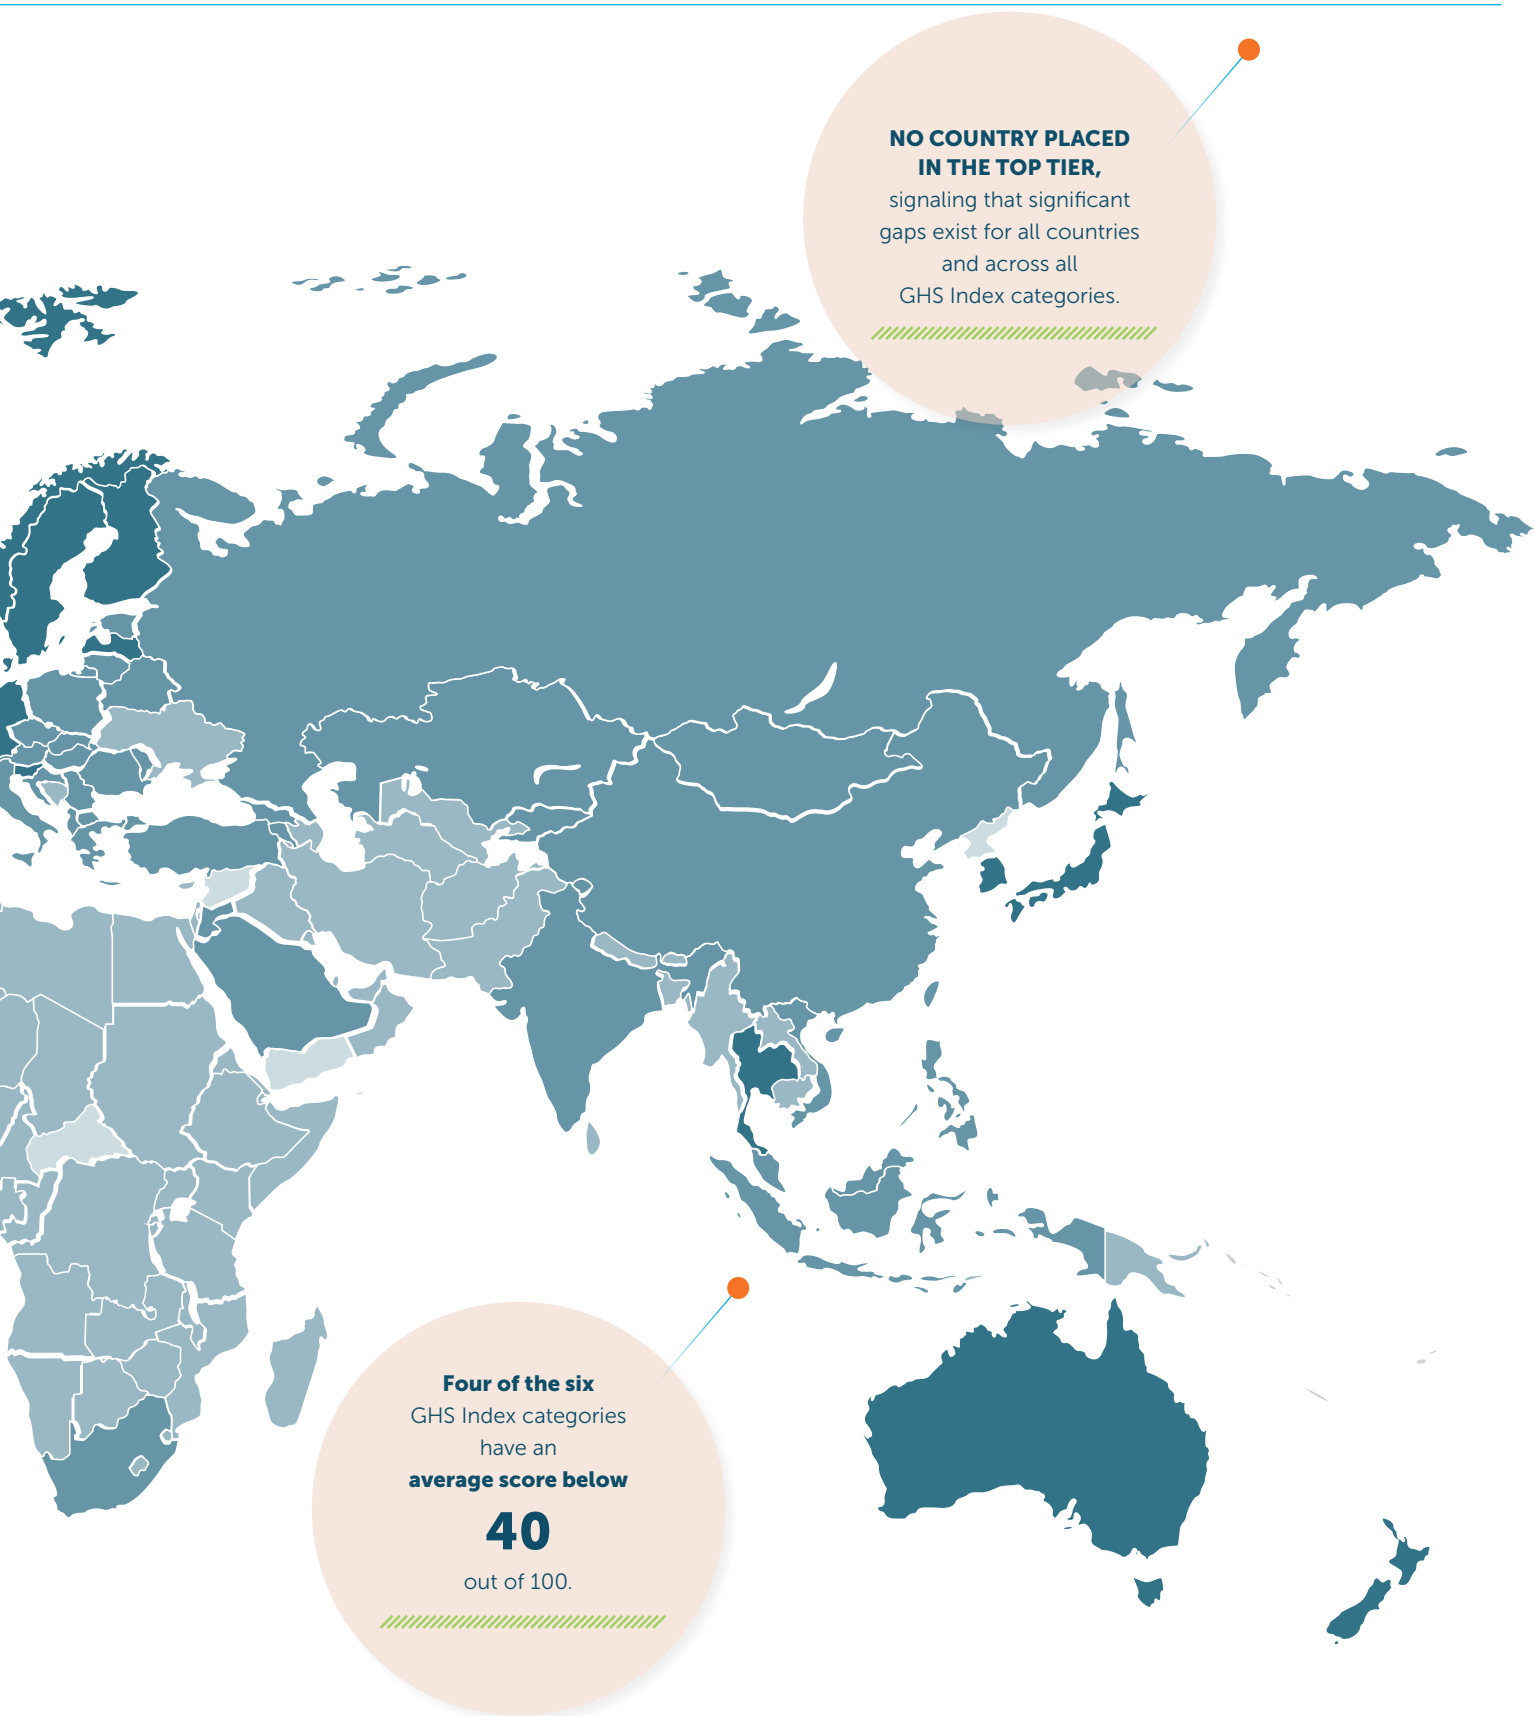 NO COUNTRY PLACED
IN THE TOP TIER,
signaling that significant
gaps exist for all countries
and across all
GHS Index categories.
Four of the six
GHS Index categories
have an
average score below
40
out of 100.